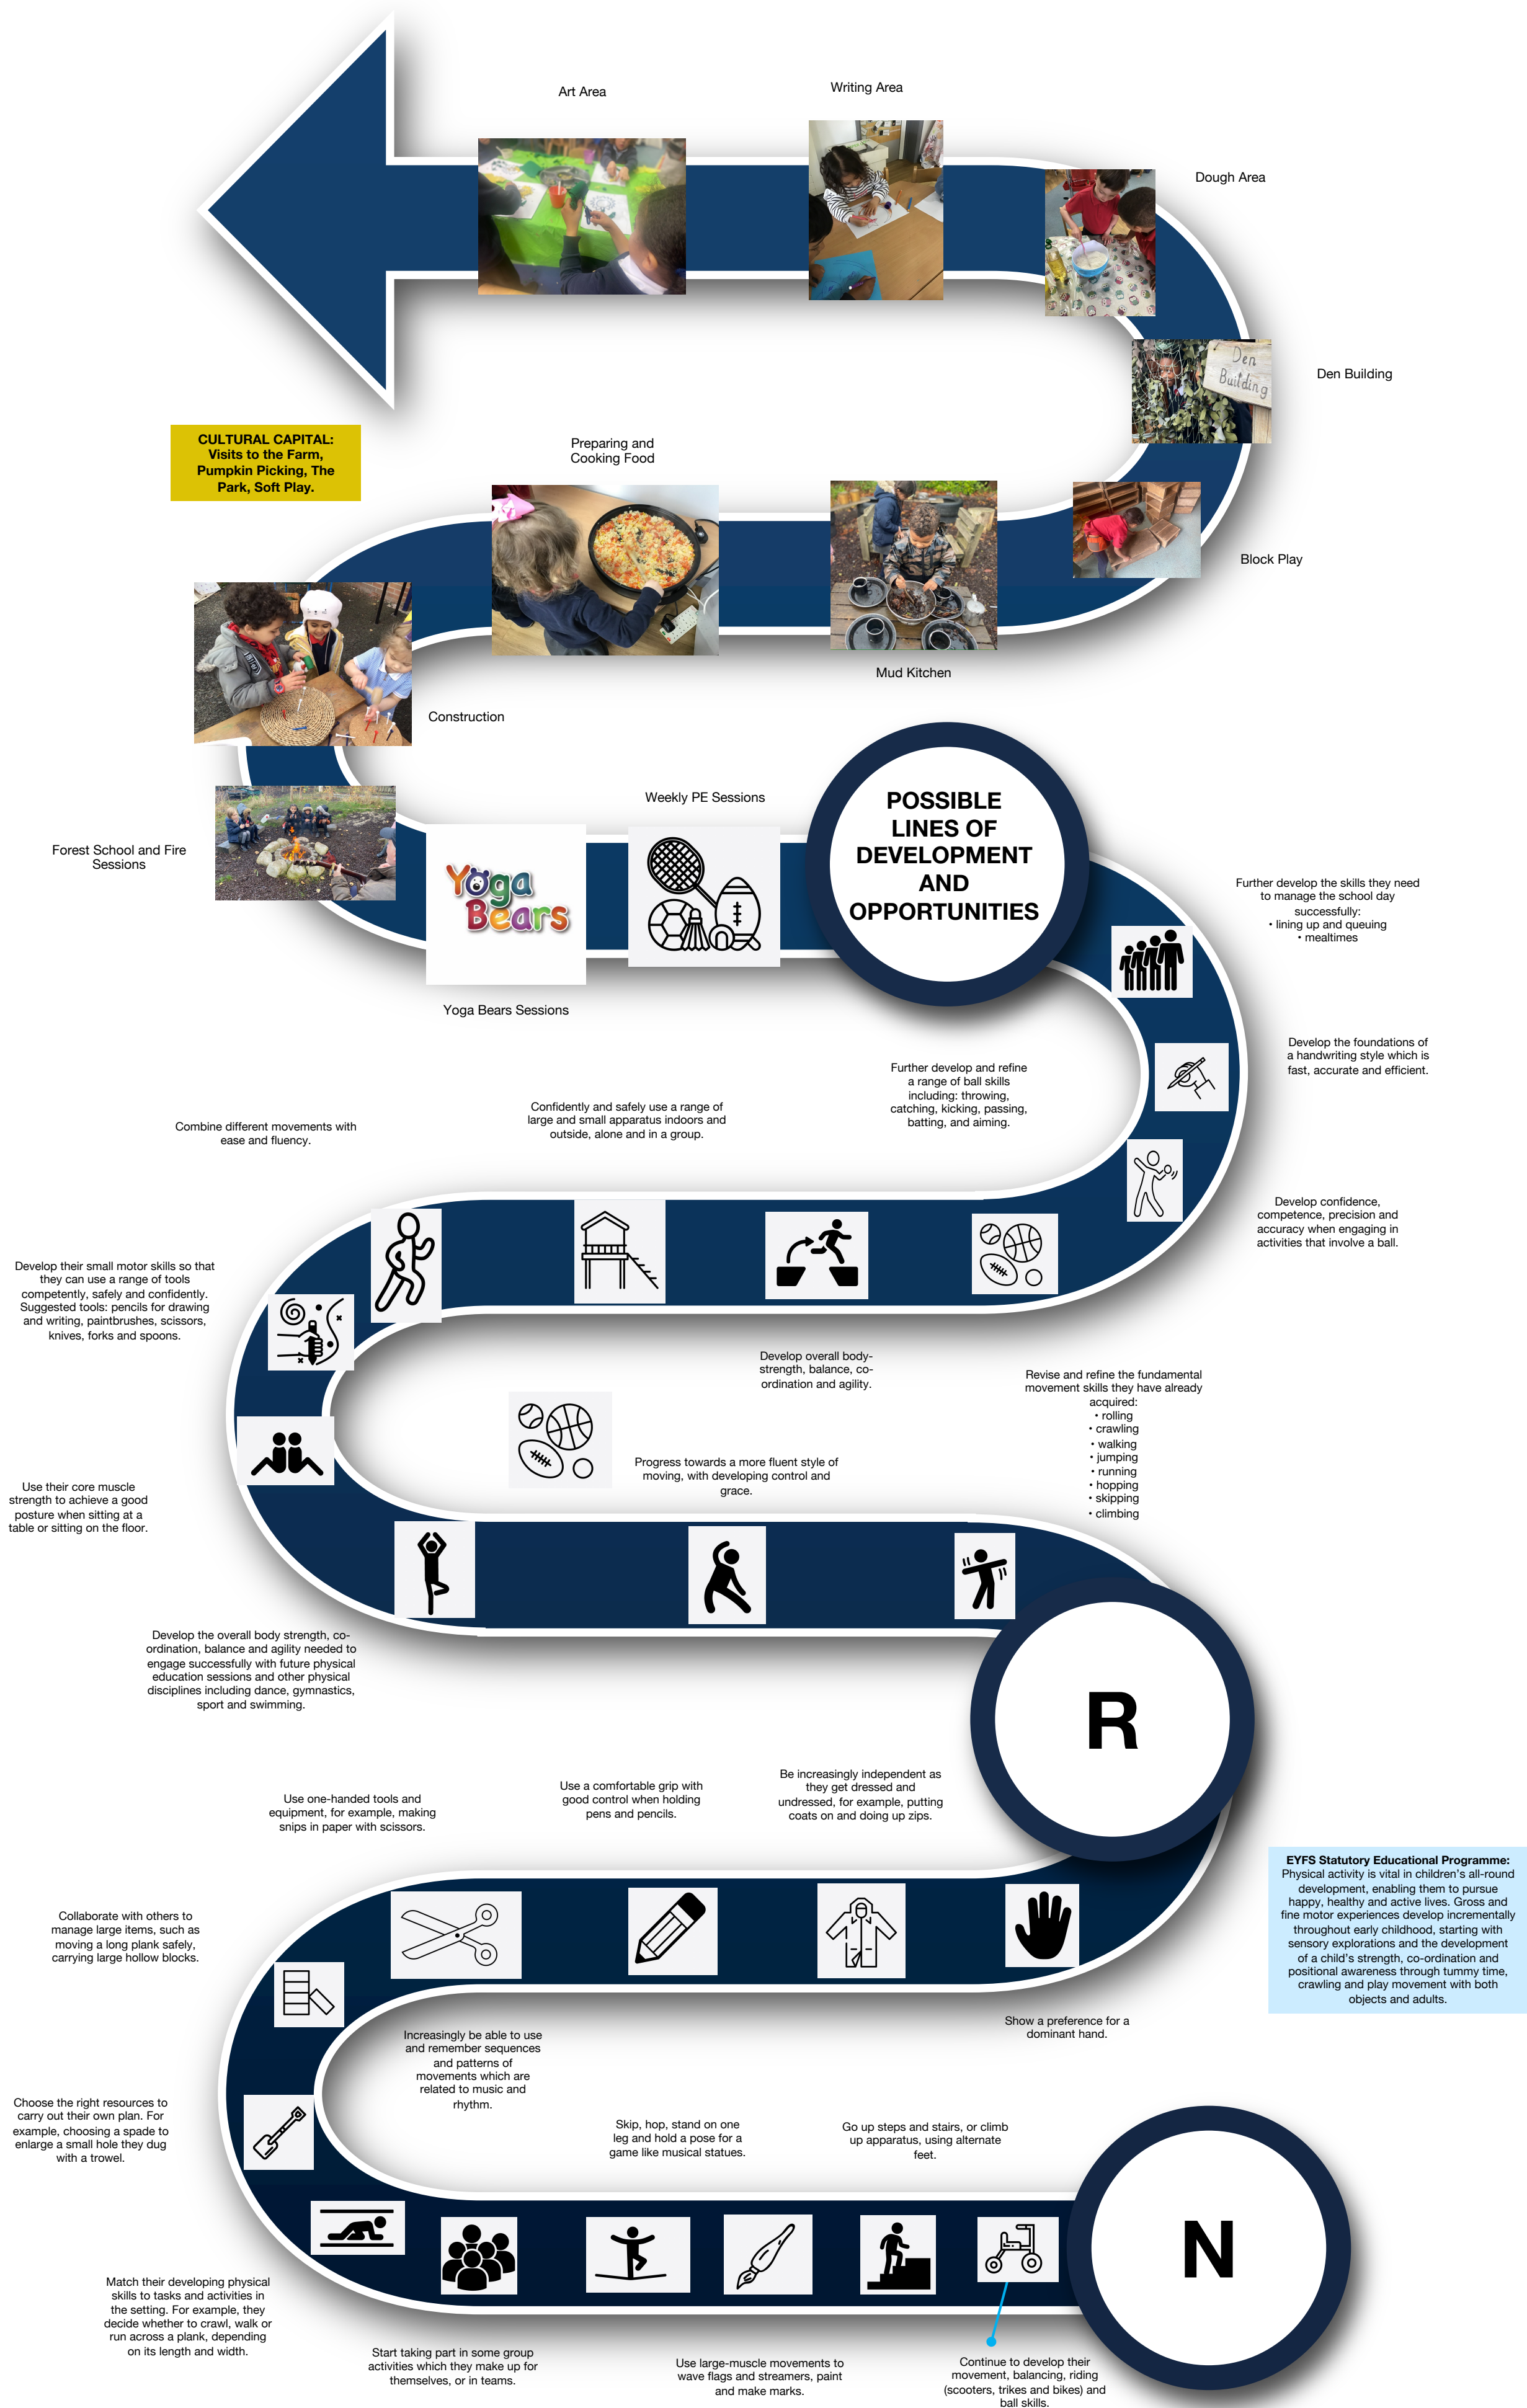 Art Area
Writing Area
Dough Area
Den
Building
Den Building
CULTURAL CAPITAL:
Visits to the Farm,
Pumpkin Picking, The
Park, Soft Play.
Preparing and
Cooking Food
Block Play
Mud Kitchen
Construction
Weekly PE Sessions
POSSIBLE
LINES OF
DEVELOPMENT
AND
OPPORTUNITIES
Forest School and Fire
Sessions
Yoga
Bears
Yoga Bears Sessions
Further develop the skills they need
to manage the school day
successfully:
• lining up and queuing
• mealtimes
Develop the foundations of
a handwriting style which is
fast, accurate and efficient.
Further develop and refine
a range of ball skills
including: throwing,
catching, kicking, passing,
batting, and aiming.
Confidently and safely use a range of
large and small apparatus indoors and
outside, alone and in a group.
Combine different movements with
ease and fluency.
Develop confidence,
competence, precision and
accuracy when engaging in
activities that involve a ball.
Develop their small motor skills so that
they can use a range of tools
competently, safely and confidently.
Suggested tools: pencils for drawing
and writing, paintbrushes, scissors,
knives, forks and spoons.
Develop overall body-
strength, balance, co-
ordination and agility.
Revise and refine the fundamental
movement skills they have already
acquired:
• rolling
• crawling
• walking
• jumping
• running
• hopping
• skipping
• climbing
Progress towards a more fluent style of
moving, with developing control and
grace.
Use their core muscle
strength to achieve a good
posture when sitting at a
table or sitting on the floor.
Develop the overall body strength, co-
ordination, balance and agility needed to
engage successfully with future physical
education sessions and other physical
disciplines including dance, gymnastics,
sport and swimming.
R
Be increasingly independent as
they get dressed and
undressed, for example, putting
coats on and doing up zips.
Use a comfortable grip with
good control when holding
pens and pencils.
Use one-handed tools and
equipment, for example, making
snips in paper with scissors.
EYFS Statutory Educational Programme:
Physical activity is vital in children's all-round
development, enabling them to pursue
happy, healthy and active lives. Gross and
fine motor experiences develop incrementally
throughout early childhood, starting with
sensory explorations and the development
of a child's strength, co-ordination and
positional awareness through tummy time,
crawling and play movement with both
objects and adults.
Collaborate with others to
manage large items, such as
moving a long plank safely,
carrying large hollow blocks.
Show a preference for a
dominant hand.
Increasingly be able to use
and remember sequences
and patterns of
movements which are
related to music and
rhythm.
Choose the right resources to
carry out their own plan. For
example, choosing a spade to
enlarge a small hole they dug
with a trowel.
Skip, hop, stand on one
leg and hold a pose for a
game like musical statues.
Go up steps and stairs, or climb
up apparatus, using alternate
feet.
N
Match their developing physical
skills to tasks and activities in
the setting. For example, they
decide whether to crawl, walk or
run across a plank, depending
on its length and width.
Start taking part in some group
activities which they make up for
themselves, or in teams.
Use large-muscle movements to
wave flags and streamers, paint
and make marks.
Continue to develop their
movement, balancing, riding
(scooters, trikes and bikes) and
ball skills.